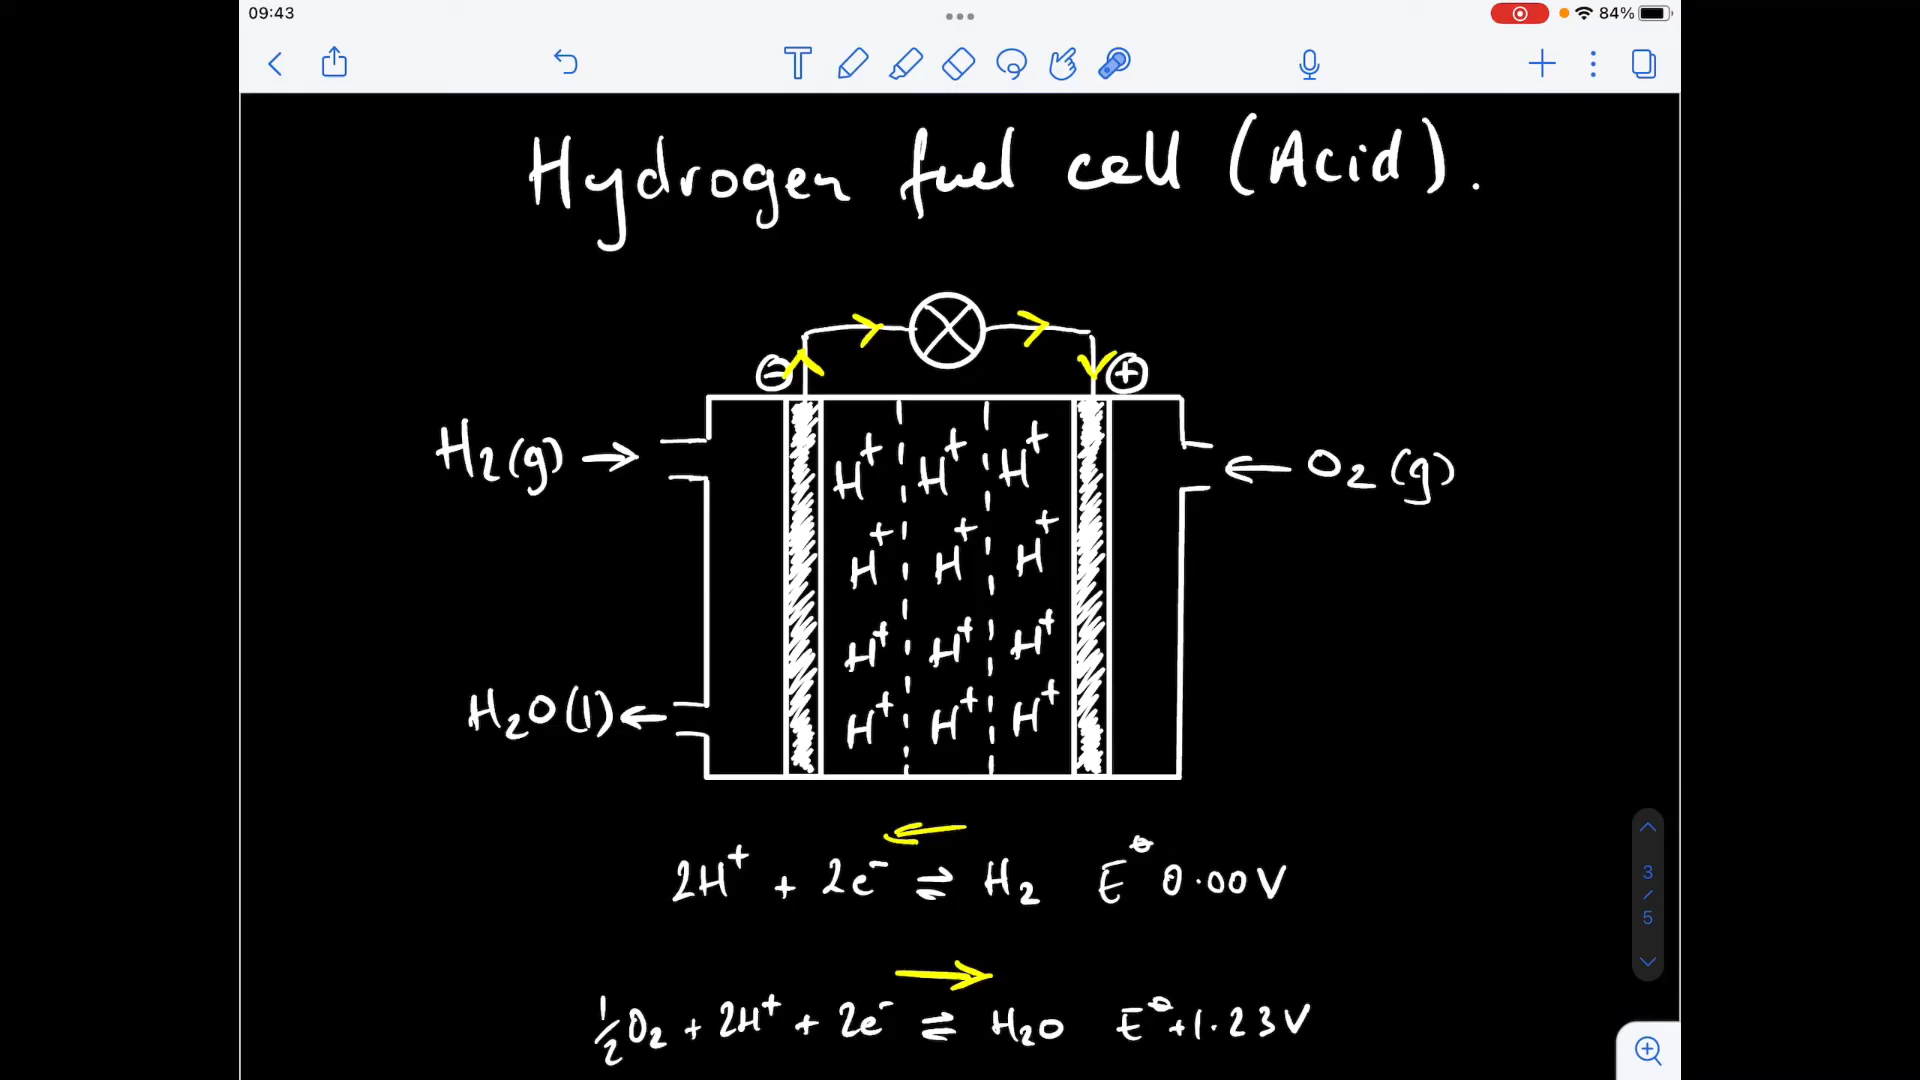 09:43
84%
Hydrogen fuel cell (Acid).
⊖ ⊕
H₂(g) → ← O₂(g)
H⁺ H⁺ H⁺
H⁺ H⁺ H⁺
H⁺ H⁺ H⁺
H⁺ H⁺ H⁺
H₂O(l) ←
2H⁺ + 2e⁻ ⇌ H₂ E⦵ 0.00V
½O₂ + 2H⁺ + 2e⁻ ⇌ H₂O E⦵ +1.23V
3
/
5